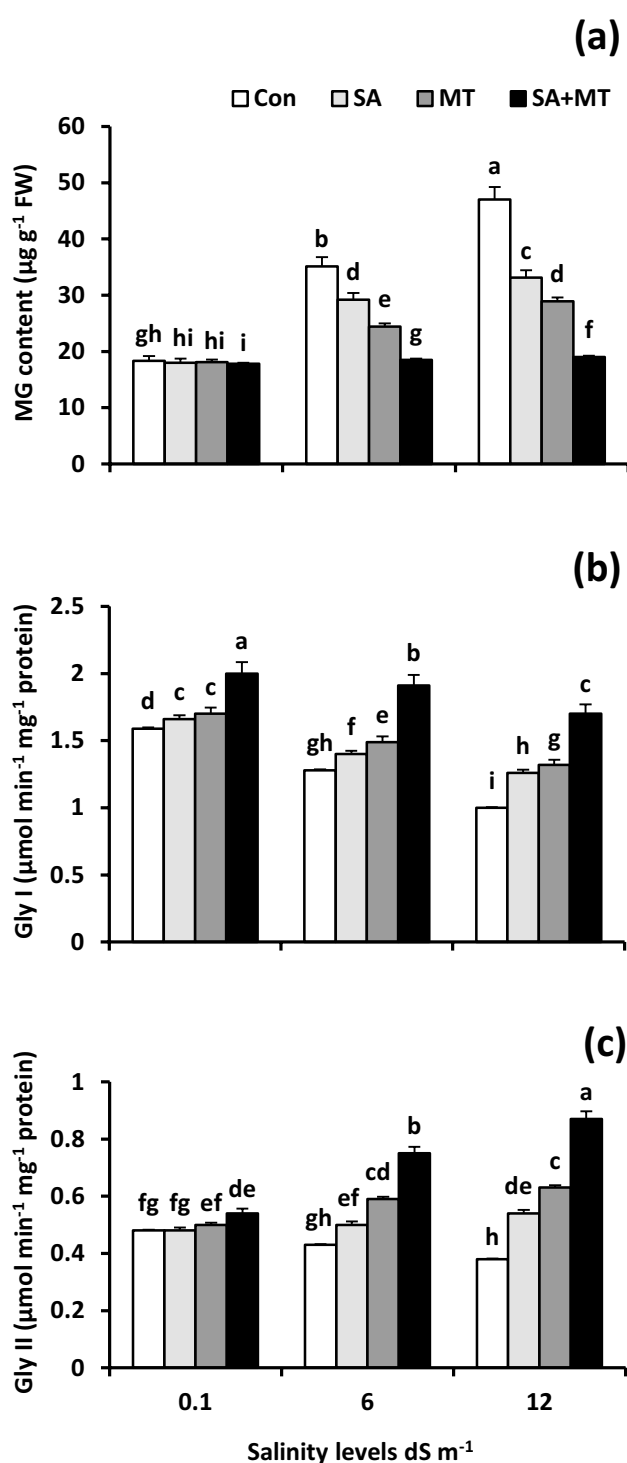 (a)
Con SA MT SA+MT
MG content (µg g⁻¹ FW)
60
50
40
30
20
10
0
gh hi hi i
b d e g
a c d f
(b)
Gly I (µmol min⁻¹ mg⁻¹ protein)
2.5
2
1.5
1
0.5
0
d c c a
gh f e b
i h g c
(c)
Gly II (µmol min⁻¹ mg⁻¹ protein)
1
0.8
0.6
0.4
0.2
0
fg fg ef de
gh ef cd b
h de c a
0.1 6 12
Salinity levels dS m⁻¹